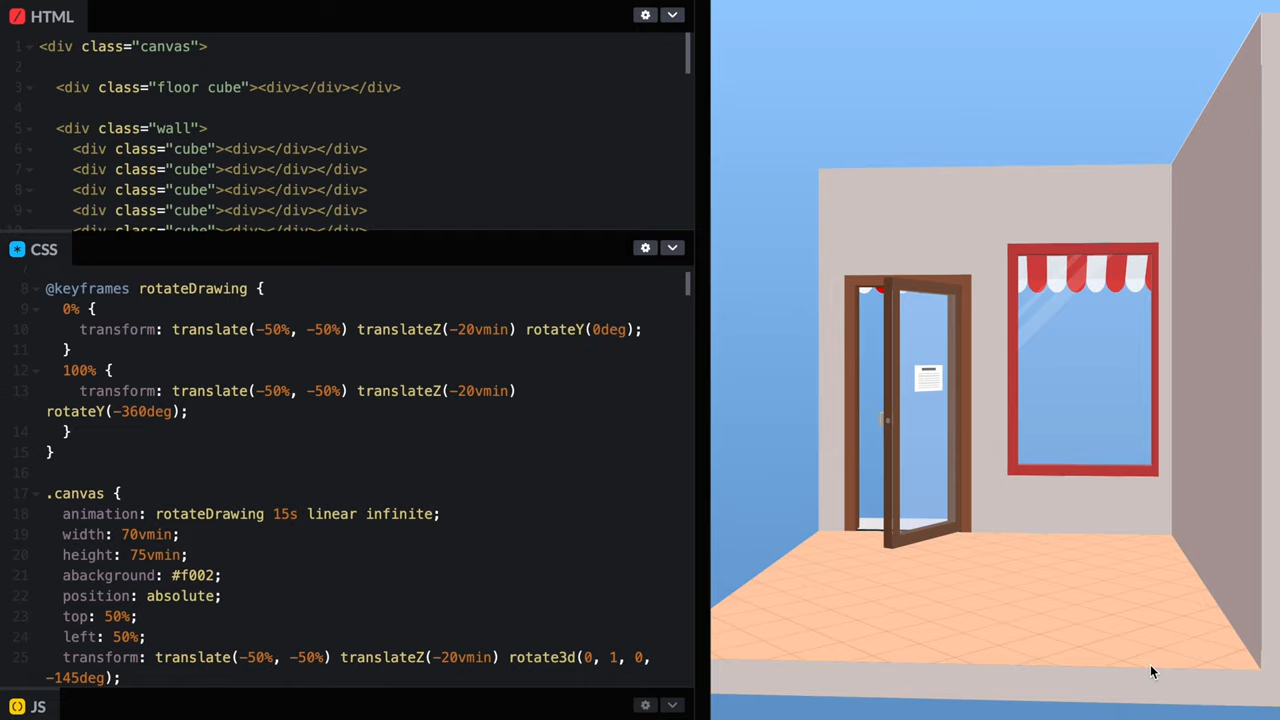 HTML
1 <div class="canvas">
2
3 <div class="floor cube"><div></div></div>
4
5 <div class="wall">
6 <div class="cube"><div></div></div>
7 <div class="cube"><div></div></div>
8 <div class="cube"><div></div></div>
9 <div class="cube"><div></div></div>
<div class="cube"><div></div></div>
CSS
8 @keyframes rotateDrawing {
9 0% {
10 transform: translate(-50%, -50%) translateZ(-20vmin) rotateY(0deg);
11 }
12 100% {
13 transform: translate(-50%, -50%) translateZ(-20vmin)
rotateY(-360deg);
14 }
15 }
16
17 .canvas {
18 animation: rotateDrawing 15s linear infinite;
19 width: 70vmin;
20 height: 75vmin;
21 abackground: #f002;
22 position: absolute;
23 top: 50%;
24 left: 50%;
25 transform: translate(-50%, -50%) translateZ(-20vmin) rotate3d(0, 1, 0,
-145deg);
JS